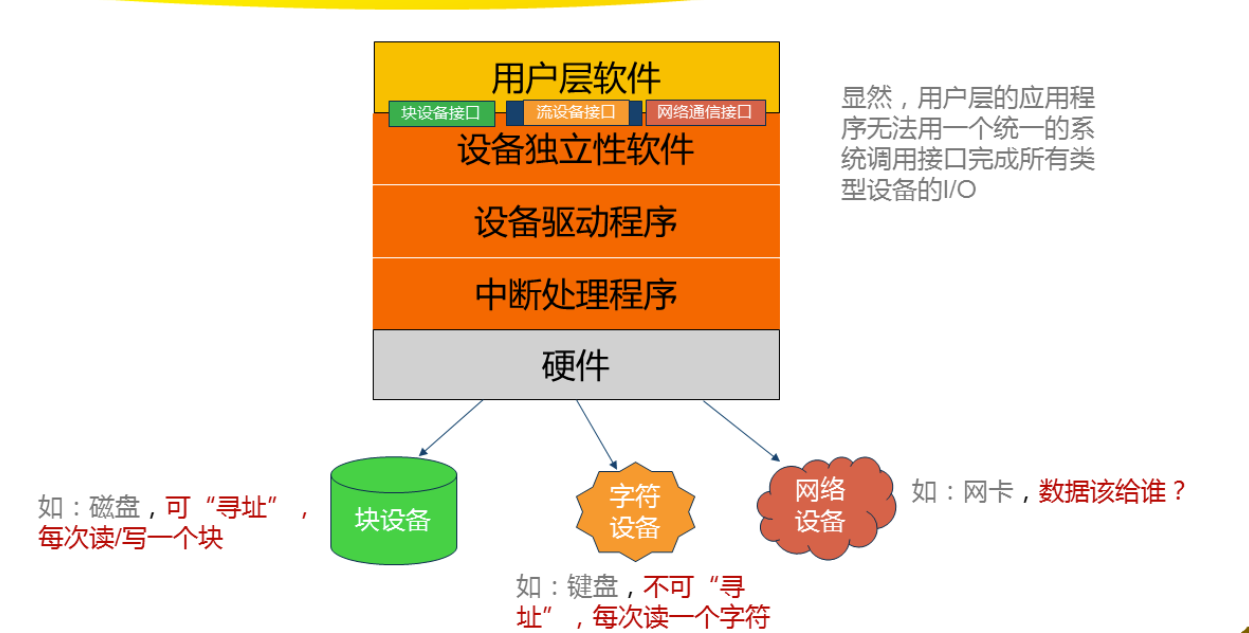 用户层软件
块设备接口
流设备接口
网络通信接口
设备独立性软件
设备驱动程序
中断处理程序
硬件
显然，用户层的应用程
序无法用一个统一的系
统调用接口完成所有类
型设备的I/O
如：磁盘，可“寻址”，
每次读/写一个块
块设备
字符
设备
如：键盘，不可“寻
址”，每次读一个字符
网络
设备
如：网卡，数据该给谁？